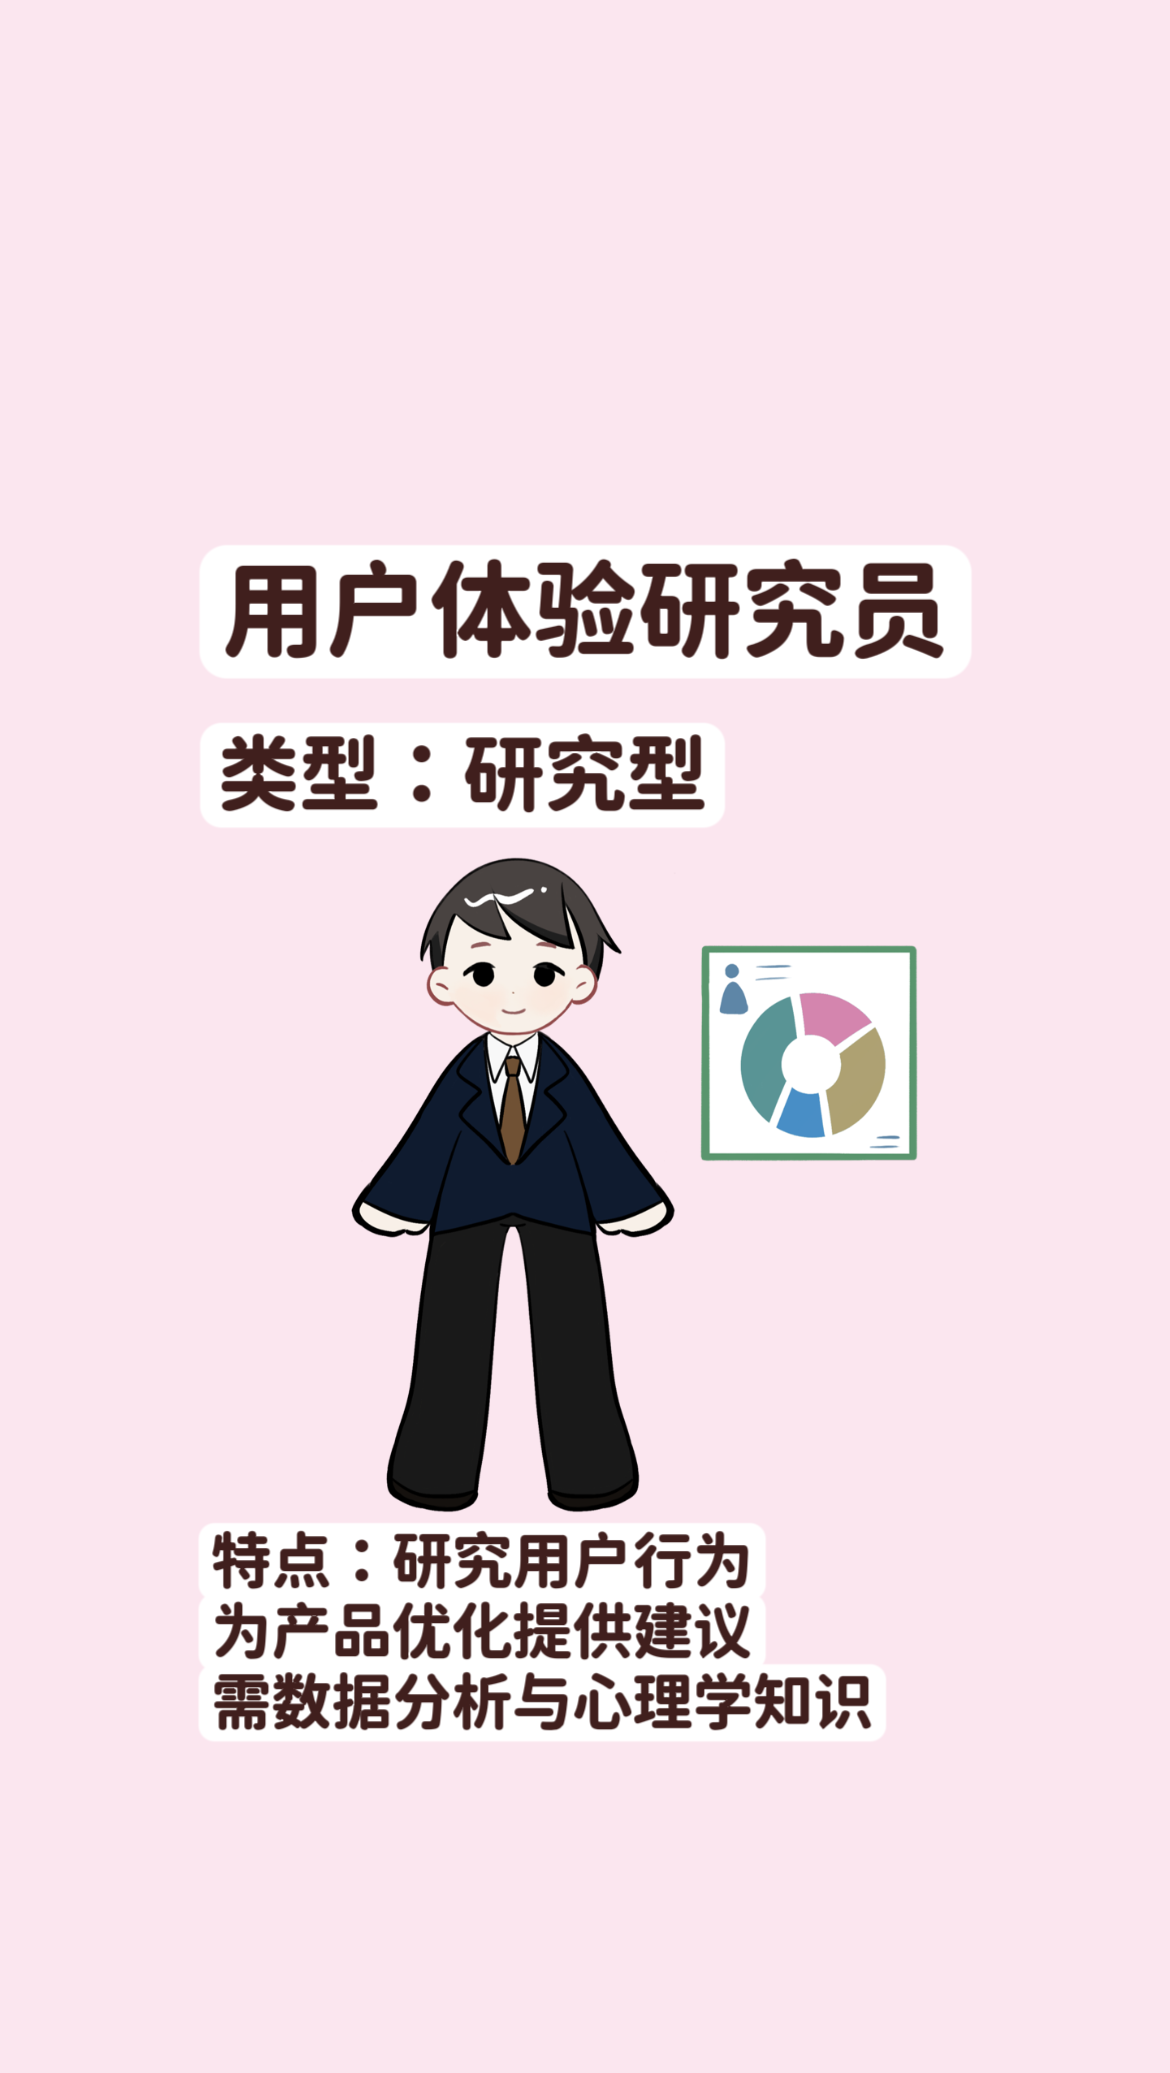 用户体验研究员
类型：研究型
特点：研究用户行为
为产品优化提供建议
需数据分析与心理学知识